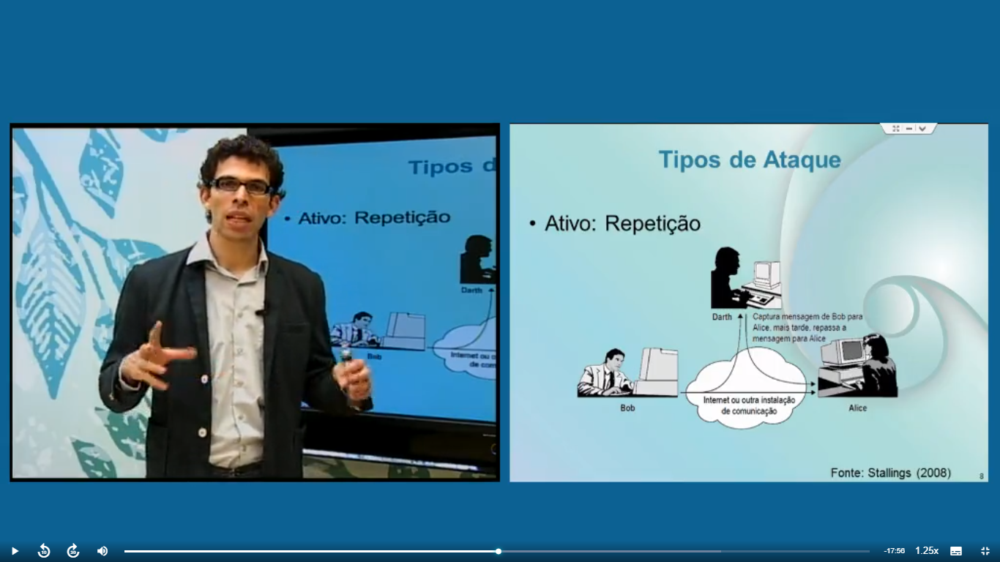 Tipos d
• Ativo: Repetição
Darth
Bob
Internet ou o
de com
Tipos de Ataque
• Ativo: Repetição
Darth
Captura mensagem de Bob para
Alice, mais tarde, repassa a
mensagem para Alice
Bob
Internet ou outra instalação
de comunicação
Alice
Fonte: Stallings (2008)
8
10
-17:56
1.25x